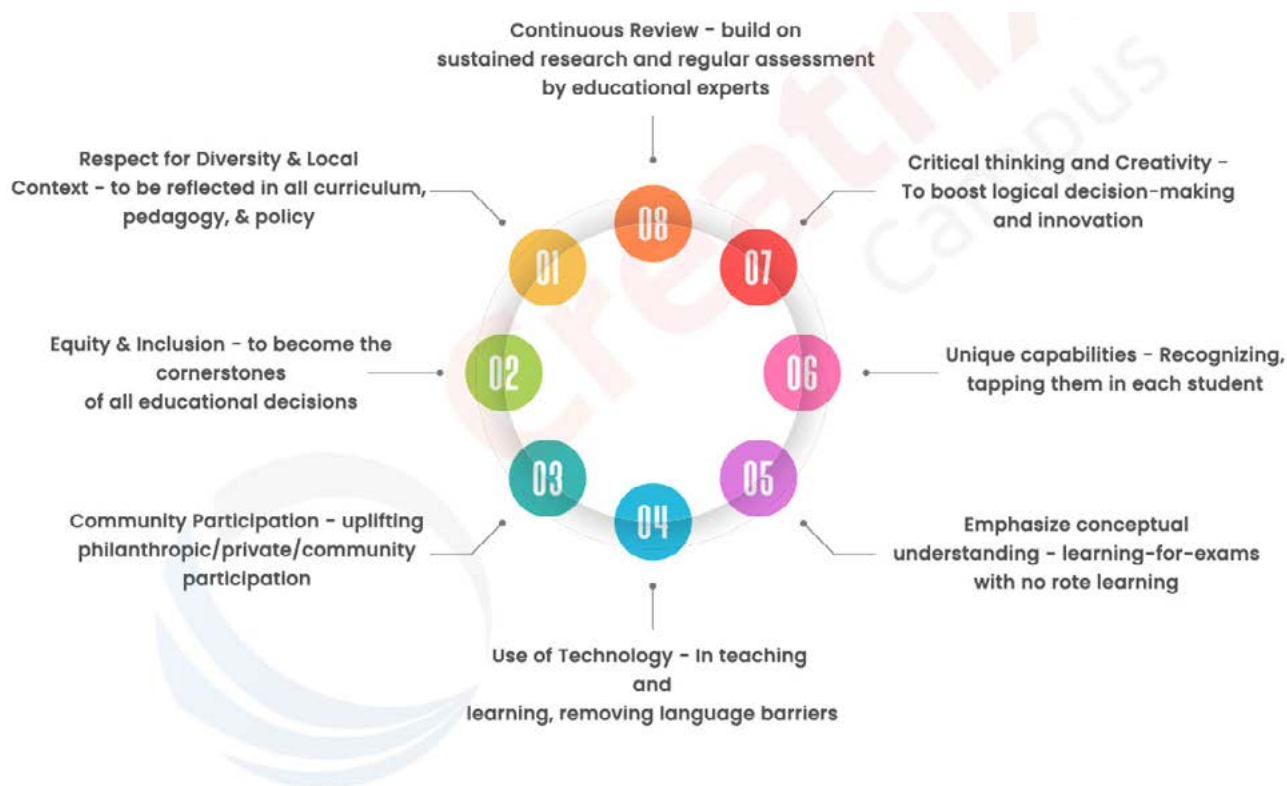 Continuous Review - build on
sustained research and regular assessment
by educational experts
Respect for Diversity & Local
Context - to be reflected in all curriculum,
pedagogy, & policy
Critical thinking and Creativity -
To boost logical decision-making
and innovation
08
01
07
Equity & Inclusion - to become the
cornerstones
of all educational decisions
02
06
Unique capabilities - Recognizing,
tapping them in each student
03
05
04
Community Participation - uplifting
philanthropic/private/community
participation
Emphasize conceptual
understanding - learning-for-exams
with no rote learning
Use of Technology - In teaching
and
learning, removing language barriers
Creatrix
Campus